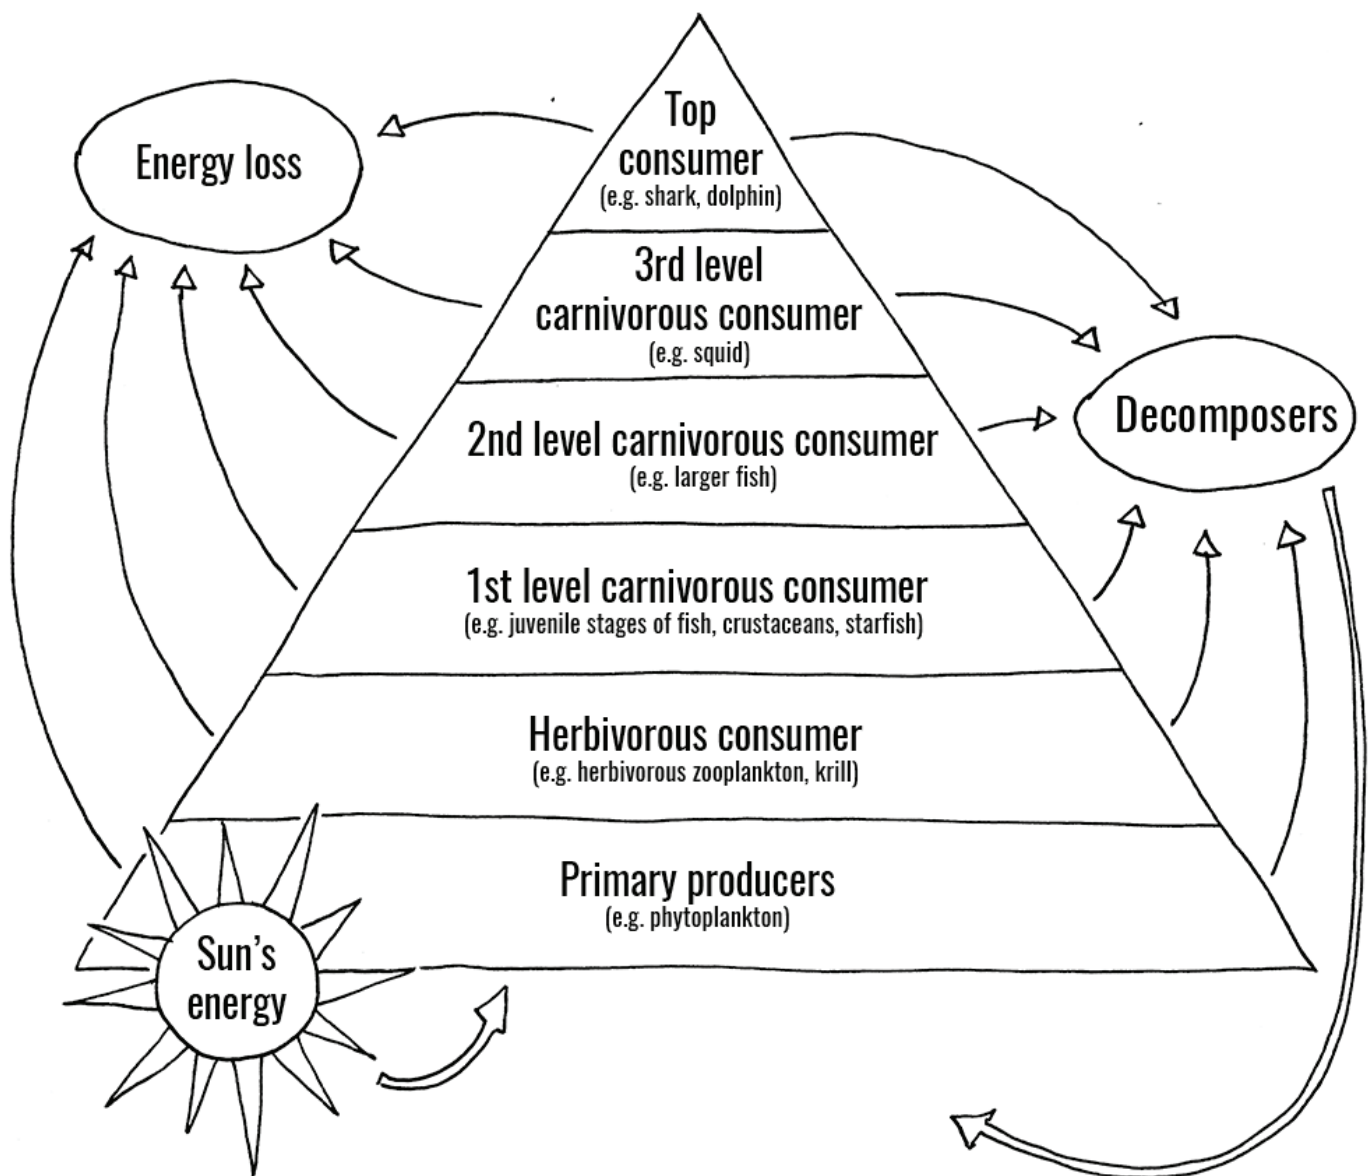 Top
consumer
(e.g. shark, dolphin)
Energy loss
3rd level
carnivorous consumer
(e.g. squid)
Decomposers
2nd level carnivorous consumer
(e.g. larger fish)
1st level carnivorous consumer
(e.g. juvenile stages of fish, crustaceans, starfish)
Herbivorous consumer
(e.g. herbivorous zooplankton, krill)
Primary producers
(e.g. phytoplankton)
Sun's
energy